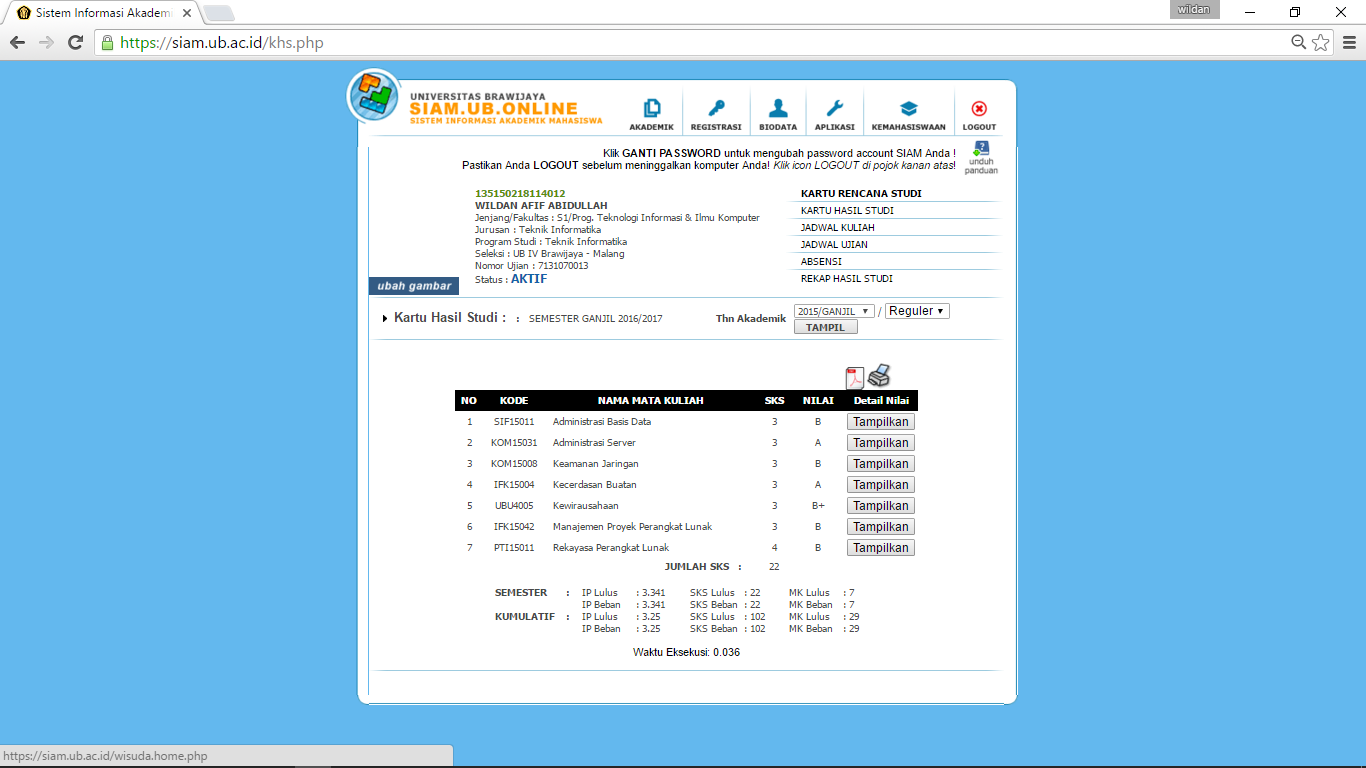 Sistem Informasi Akadem
wildan
https://siam.ub.ac.id/khs.php
UNIVERSITAS BRAWIJAYA
SIAM.UB.ONLINE
SISTEM INFORMASI AKADEMIK MAHASISWA
AKADEMIK REGISTRASI BIODATA APLIKASI KEMAHASISWAAN LOGOUT
Klik GANTI PASSWORD untuk mengubah password account SIAM Anda !
Pastikan Anda LOGOUT sebelum meninggalkan komputer Anda! Klik icon LOGOUT di pojok kanan atas!
unduh
panduan
135150218114012
WILDAN AFIF ABIDULLAH
Jenjang/Fakultas : S1/Prog. Teknologi Informasi & Ilmu Komputer
Jurusan : Teknik Informatika
Program Studi : Teknik Informatika
Seleksi : UB IV Brawijaya - Malang
Nomor Ujian : 7131070013
Status : AKTIF
ubah gambar
KARTU RENCANA STUDI
KARTU HASIL STUDI
JADWAL KULIAH
JADWAL UJIAN
ABSENSI
REKAP HASIL STUDI
Kartu Hasil Studi : : SEMESTER GANJIL 2016/2017 Thn Akademik 2015/GANJIL / Reguler
TAMPIL
NO KODE NAMA MATA KULIAH SKS NILAI Detail Nilai
1 SIF15011 Administrasi Basis Data 3 B Tampilkan
2 KOM15031 Administrasi Server 3 A Tampilkan
3 KOM15008 Keamanan Jaringan 3 B Tampilkan
4 IFK15004 Kecerdasan Buatan 3 A Tampilkan
5 UBU4005 Kewirausahaan 3 B+ Tampilkan
6 IFK15042 Manajemen Proyek Perangkat Lunak 3 B Tampilkan
7 PTI15011 Rekayasa Perangkat Lunak 4 B Tampilkan
JUMLAH SKS : 22
SEMESTER : IP Lulus : 3.341 SKS Lulus : 22 MK Lulus : 7
IP Beban : 3.341 SKS Beban : 22 MK Beban : 7
KUMULATIF : IP Lulus : 3.25 SKS Lulus : 102 MK Lulus : 29
IP Beban : 3.25 SKS Beban : 102 MK Beban : 29
Waktu Eksekusi: 0.036
https://siam.ub.ac.id/wisuda.home.php